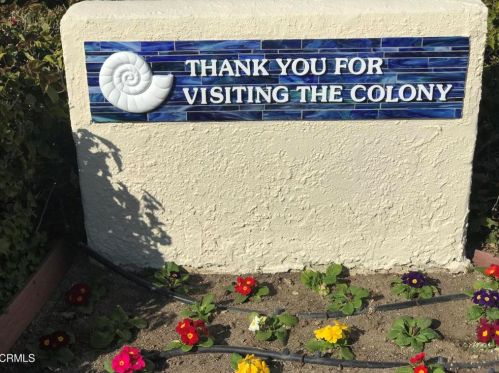 THANK YOU FOR
VISITING THE COLONY
©CRMLS